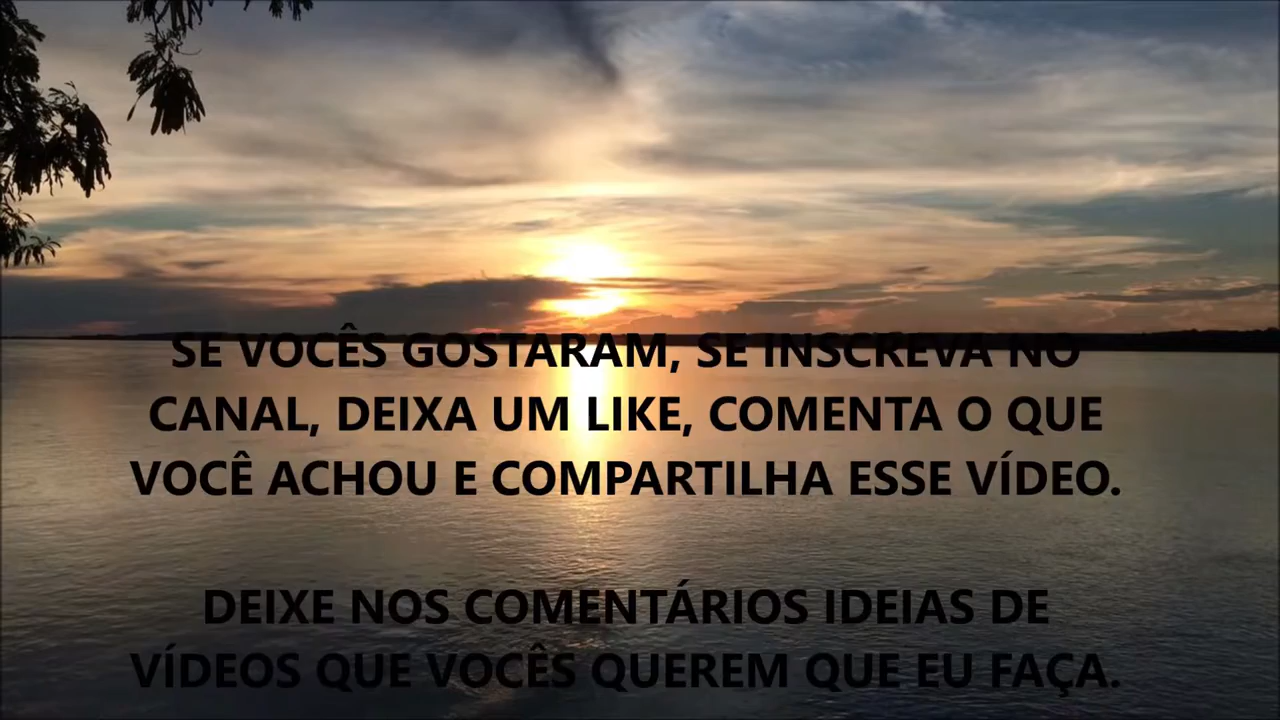 SE VOCÊS GOSTARAM, SE INSCREVA NO
CANAL, DEIXA UM LIKE, COMENTA O QUE
VOCÊ ACHOU E COMPARTILHA ESSE VÍDEO.
DEIXE NOS COMENTÁRIOS IDEIAS DE
VÍDEOS QUE VOCÊS QUEREM QUE EU FAÇA.